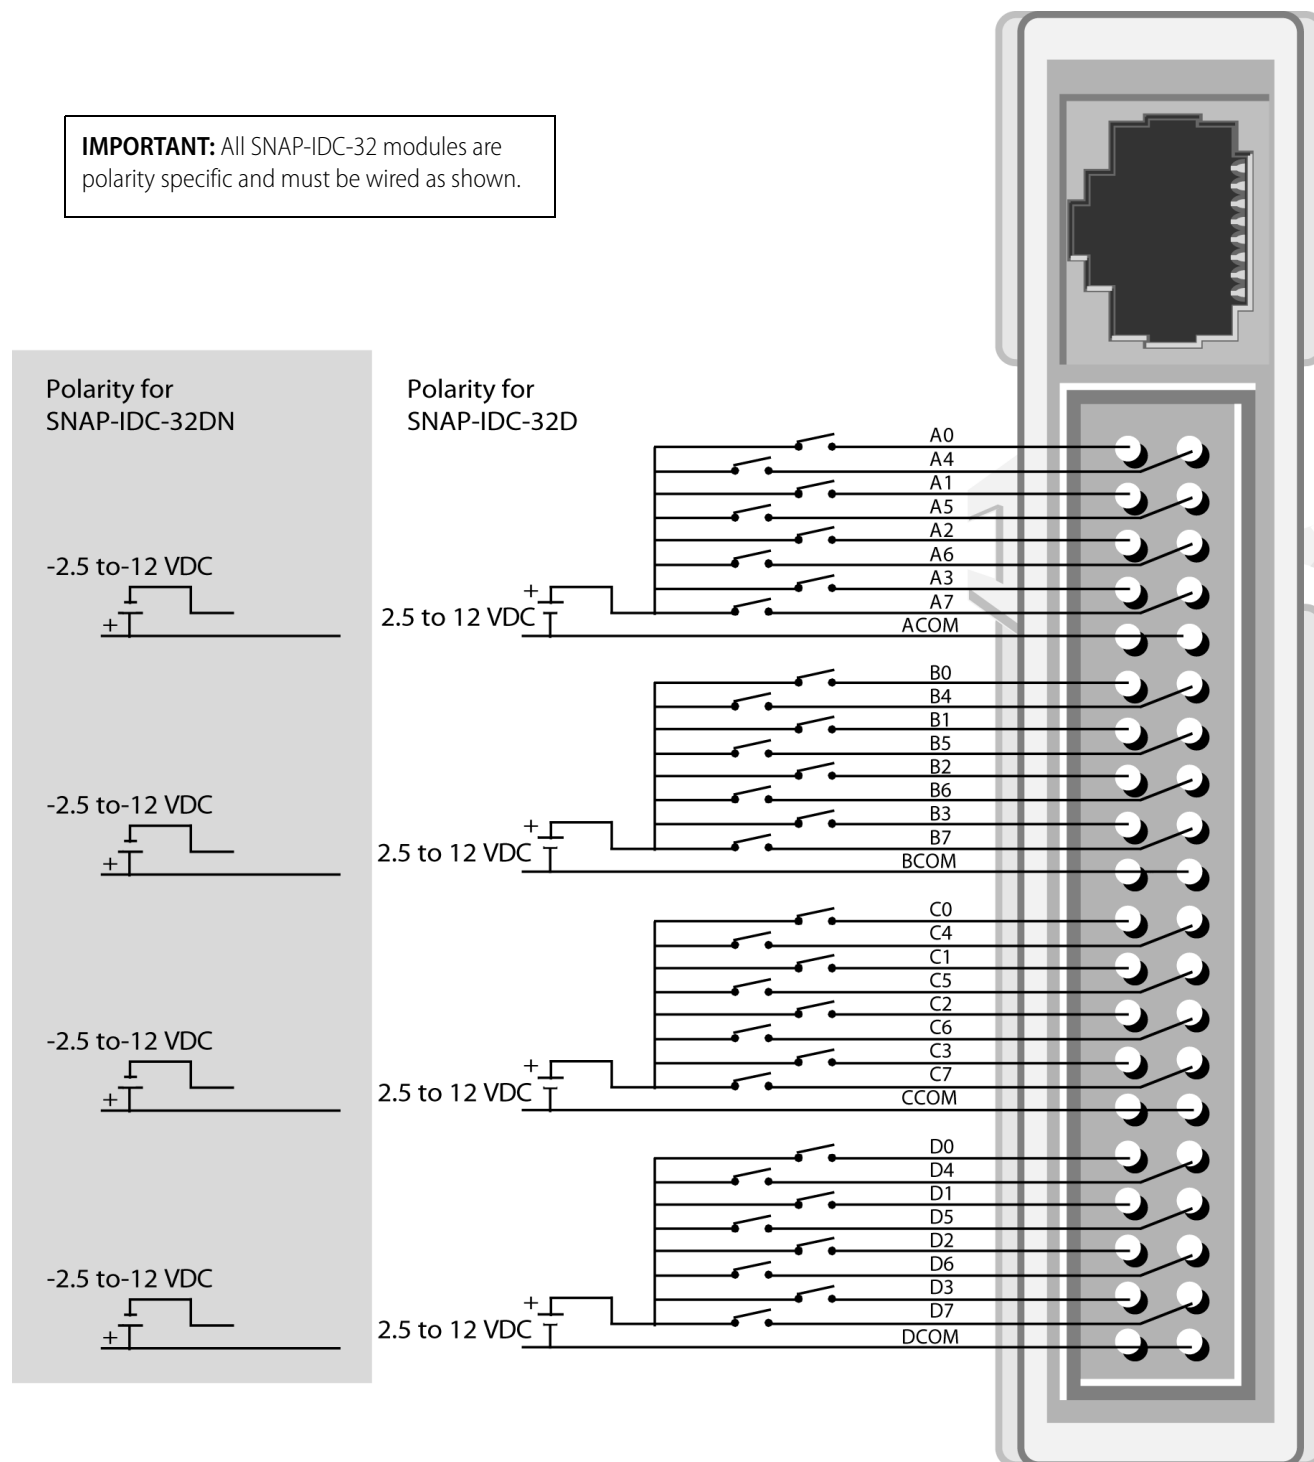 IMPORTANT: All SNAP-IDC-32 modules are
polarity specific and must be wired as shown.
Polarity for
SNAP-IDC-32DN
Polarity for
SNAP-IDC-32D
A0
A4
A1
A5
A2
A6
A3
A7
ACOM
-2.5 to-12 VDC
+
+
2.5 to 12 VDC
B0
B4
B1
B5
B2
B6
B3
B7
BCOM
-2.5 to-12 VDC
+
+
2.5 to 12 VDC
C0
C4
C1
C5
C2
C6
C3
C7
CCOM
-2.5 to-12 VDC
+
+
2.5 to 12 VDC
D0
D4
D1
D5
D2
D6
D3
D7
DCOM
-2.5 to-12 VDC
+
+
2.5 to 12 VDC